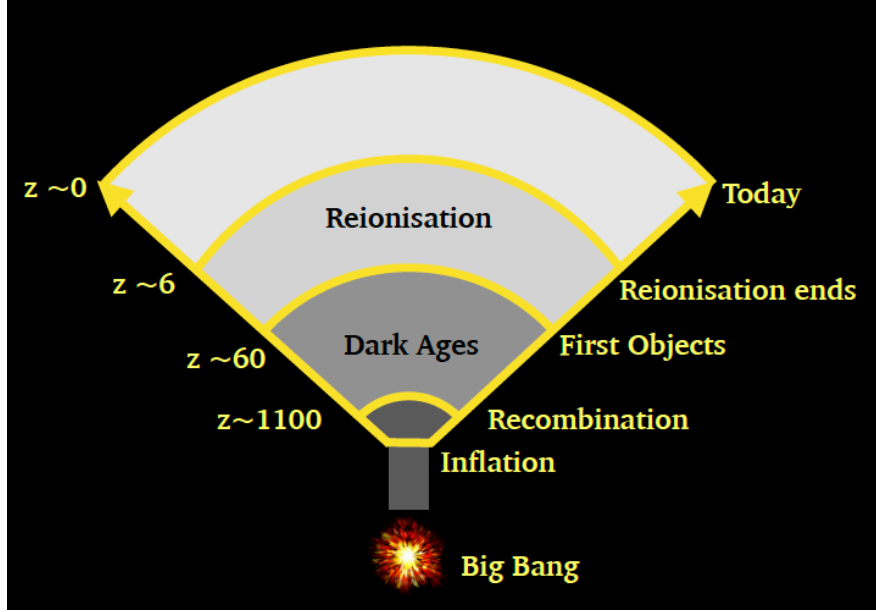 z ~0
Today
Reionisation
z ~6
Reionisation ends
Dark Ages
z ~60
First Objects
z~1100
Recombination
Inflation
Big Bang